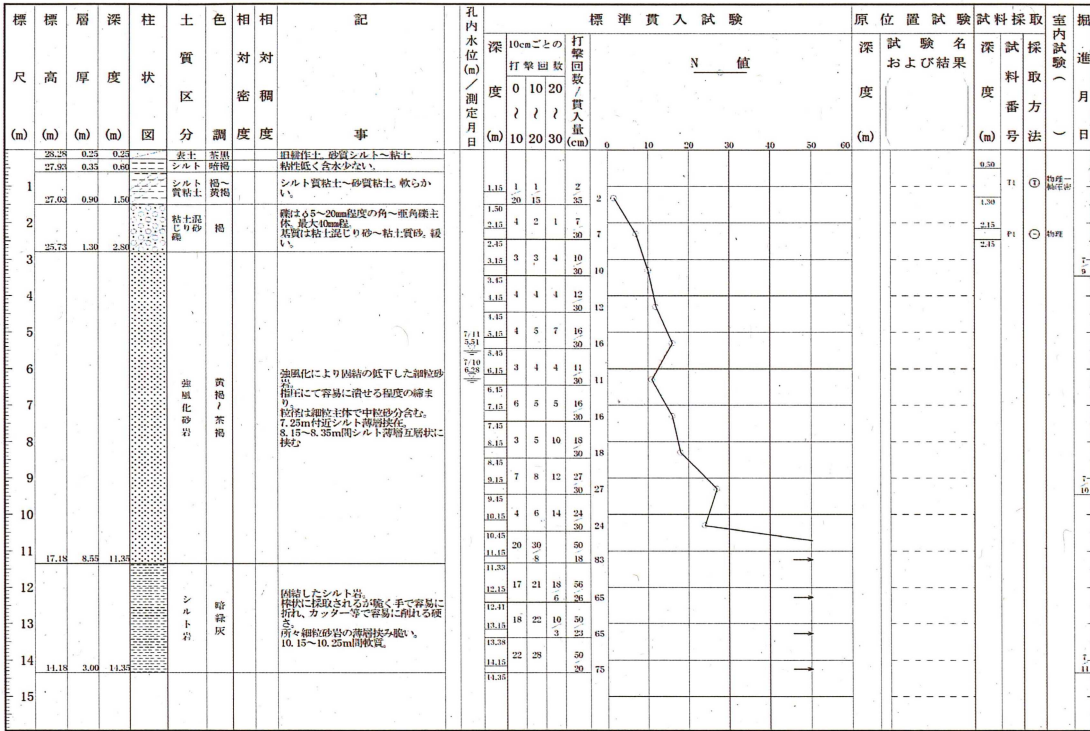 標尺 (m)
標高 (m)
層厚 (m)
深度 (m)
柱状図
土質区分
色調
相対密度
相対稠度
記事
孔内水位(m)/測定月日
標準貫入試験
深度 (m)
10cmごとの打撃回数
0〜10
10〜20
20〜30
打撃回数/貫入量(cm)
N 値
0 10 20 30 40 50 60
原位置試験
深度 (m)
試験名および結果
試料採取
深度 (m)
試料番号
採取方法
室内試験( )
掘進月日
28.28 0.25 0.25 表土 茶黒 旧耕作土。砂質シルト〜粘土。
27.93 0.35 0.60 シルト 暗褐 粘性低く含水少ない。
27.03 0.90 1.50 シルト質粘土 褐〜黄褐 シルト質粘土〜砂質粘土。軟らかい。
25.73 1.30 2.80 粘土混じり砂礫 褐
礫はφ5〜20mm程度の角〜亜角礫主
体、最大40mm程。
基質は粘土混じり砂〜粘土質砂。緩
い。
17.18 8.55 11.35 強風化砂岩 黄褐〜茶褐
強風化により固結の低下した細粒砂
岩。
指圧にて容易に潰せる程度の締ま
り。
粒径は細粒主体で中粒砂分含む。
7.25m付近シルト薄層挟在。
8.15〜8.35m間シルト薄層互層状に
挟む
14.18 3.00 14.35 シルト岩 暗緑灰
固結したシルト岩。
棒状に採取されるが脆く手で容易に
折れ、カッター等で容易に削れる硬
さ。
所々細粒砂岩の薄層挟み脆い。
10.15〜10.25m間軟質。
1
2
3
4
5
6
7
8
9
10
11
12
13
14
15
7/11
5.51
7/10
6.28
1.15 1/20 1/15 2/35 2
1.50
2.15 4 2 1 7/30 7
2.45
3.15 3 3 4 10/30 10
3.45
4.15 4 4 4 12/30 12
4.45
5.15 4 5 7 16/30 16
5.45
6.15 3 4 4 11/30 11
6.45
7.15 6 5 5 16/30 16
7.45
8.15 3 5 10 18/30 18
8.45
9.15 7 8 12 27/30 27
9.45
10.15 4 6 14 24/30 24
10.45
11.15 20 30/8 50/18 83
11.33
12.15 17 21 18/6 56/26 65
12.41
13.15 18 22 10/3 50/23 65
13.38
14.15 22 28 50/20 75
14.35
0.50
T1 Ⓣ 物理一軸圧密
1.30
2.15
P1 物理
2.45
7/9
7/10
7/11